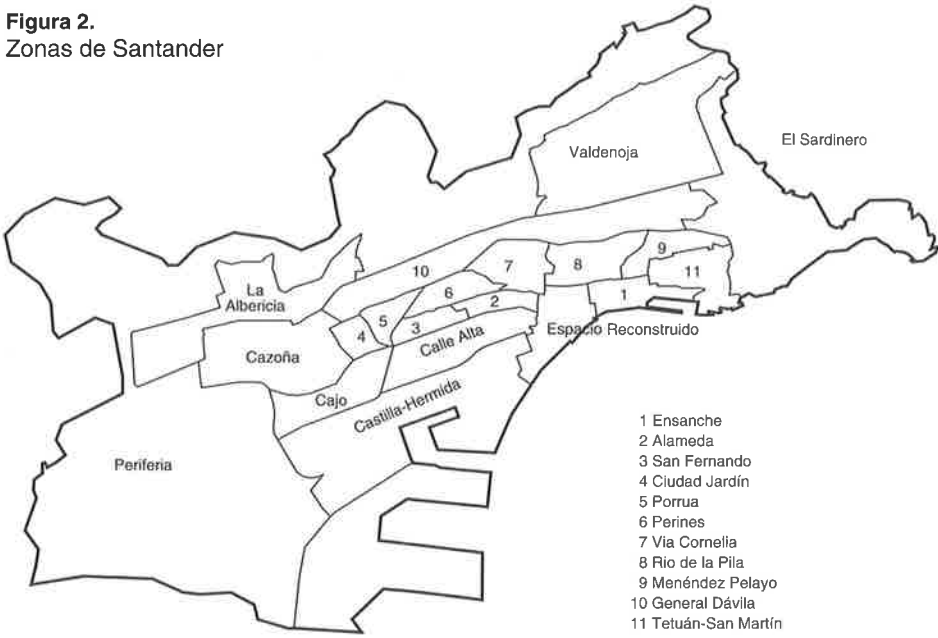 Figura 2.
Zonas de Santander
El Sardinero
Valdenoja
9
10
7
8
11
La
Albericia
6
2
1
5
3
4
Calle Alta
Espacio Reconstruido
Cazoña
Cajo
Castilla-Hermida
Periferia
1 Ensanche
2 Alameda
3 San Fernando
4 Ciudad Jardín
5 Porrua
6 Perines
7 Via Cornelia
8 Rio de la Pila
9 Menéndez Pelayo
10 General Dávila
11 Tetuán-San Martín